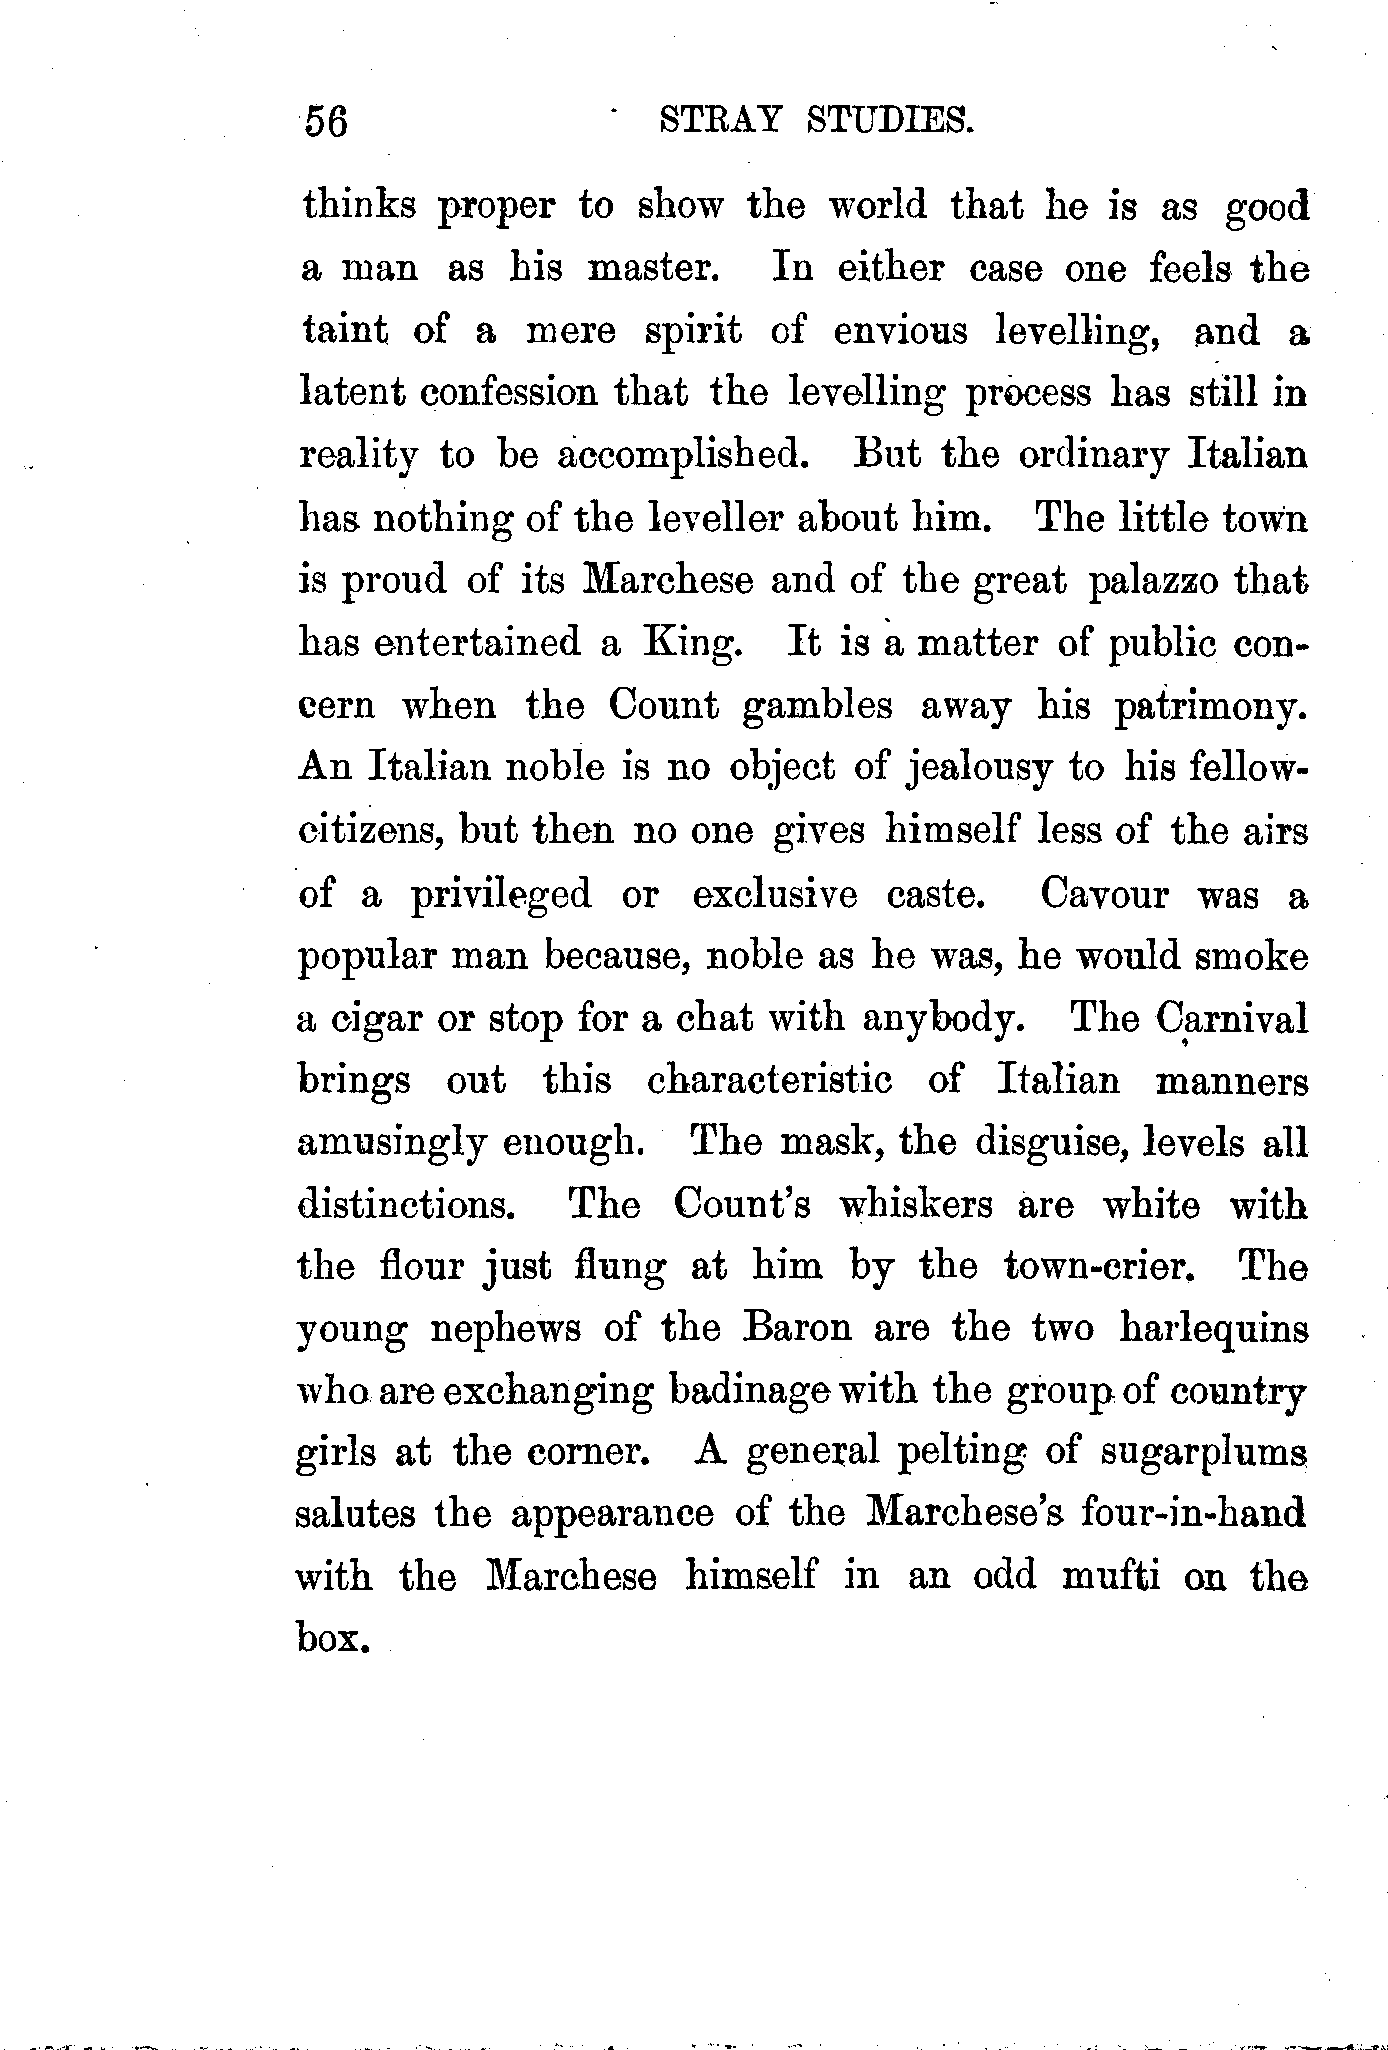 56 STRAY STUDIES.
thinks proper to show the world that he is as good
a man as his master. In either case one feels the
taint of a mere spirit of envious levelling, and a
latent confession that the levelling process has still in
reality to be accomplished. But the ordinary Italian
has nothing of the leveller about him. The little town
is proud of its Marchese and of the great palazzo that
has entertained a King. It is a matter of public con-
cern when the Count gambles away his patrimony.
An Italian noble is no object of jealousy to his fellow-
citizens, but then no one gives himself less of the airs
of a privileged or exclusive caste. Cavour was a
popular man because, noble as he was, he would smoke
a cigar or stop for a chat with anybody. The Carnival
brings out this characteristic of Italian manners
amusingly enough. The mask, the disguise, levels all
distinctions. The Count's whiskers are white with
the flour just flung at him by the town-crier. The
young nephews of the Baron are the two harlequins
who are exchanging badinage with the group of country
girls at the corner. A general pelting of sugarplums
salutes the appearance of the Marchese's four-in-hand
with the Marchese himself in an odd mufti on the
box.